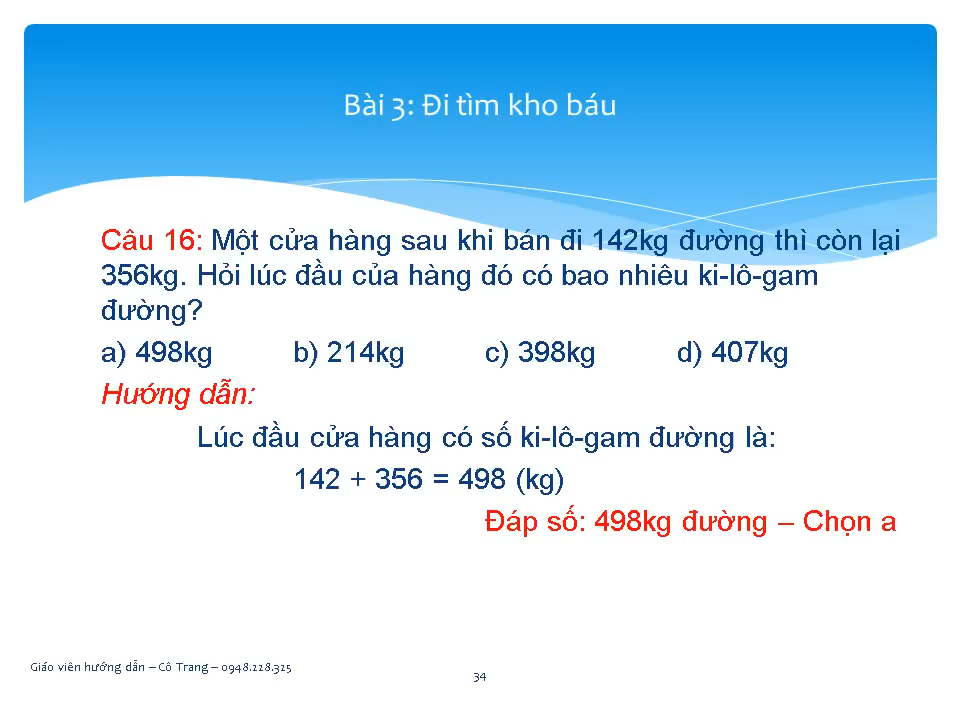 Bài 3: Đi tìm kho báu
Câu 16: Một cửa hàng sau khi bán đi 142kg đường thì còn lại
356kg. Hỏi lúc đầu của hàng đó có bao nhiêu ki-lô-gam
đường?
a) 498kg b) 214kg c) 398kg d) 407kg
Hướng dẫn:
Lúc đầu cửa hàng có số ki-lô-gam đường là:
142 + 356 = 498 (kg)
Đáp số: 498kg đường – Chọn a
Giáo viên hướng dẫn – Cô Trang – 0948.228.325
34